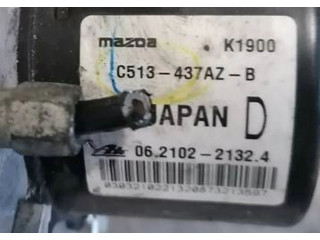 mazda K1900
C513-437AZ-B
JAPAN D
06.2102-2132.4